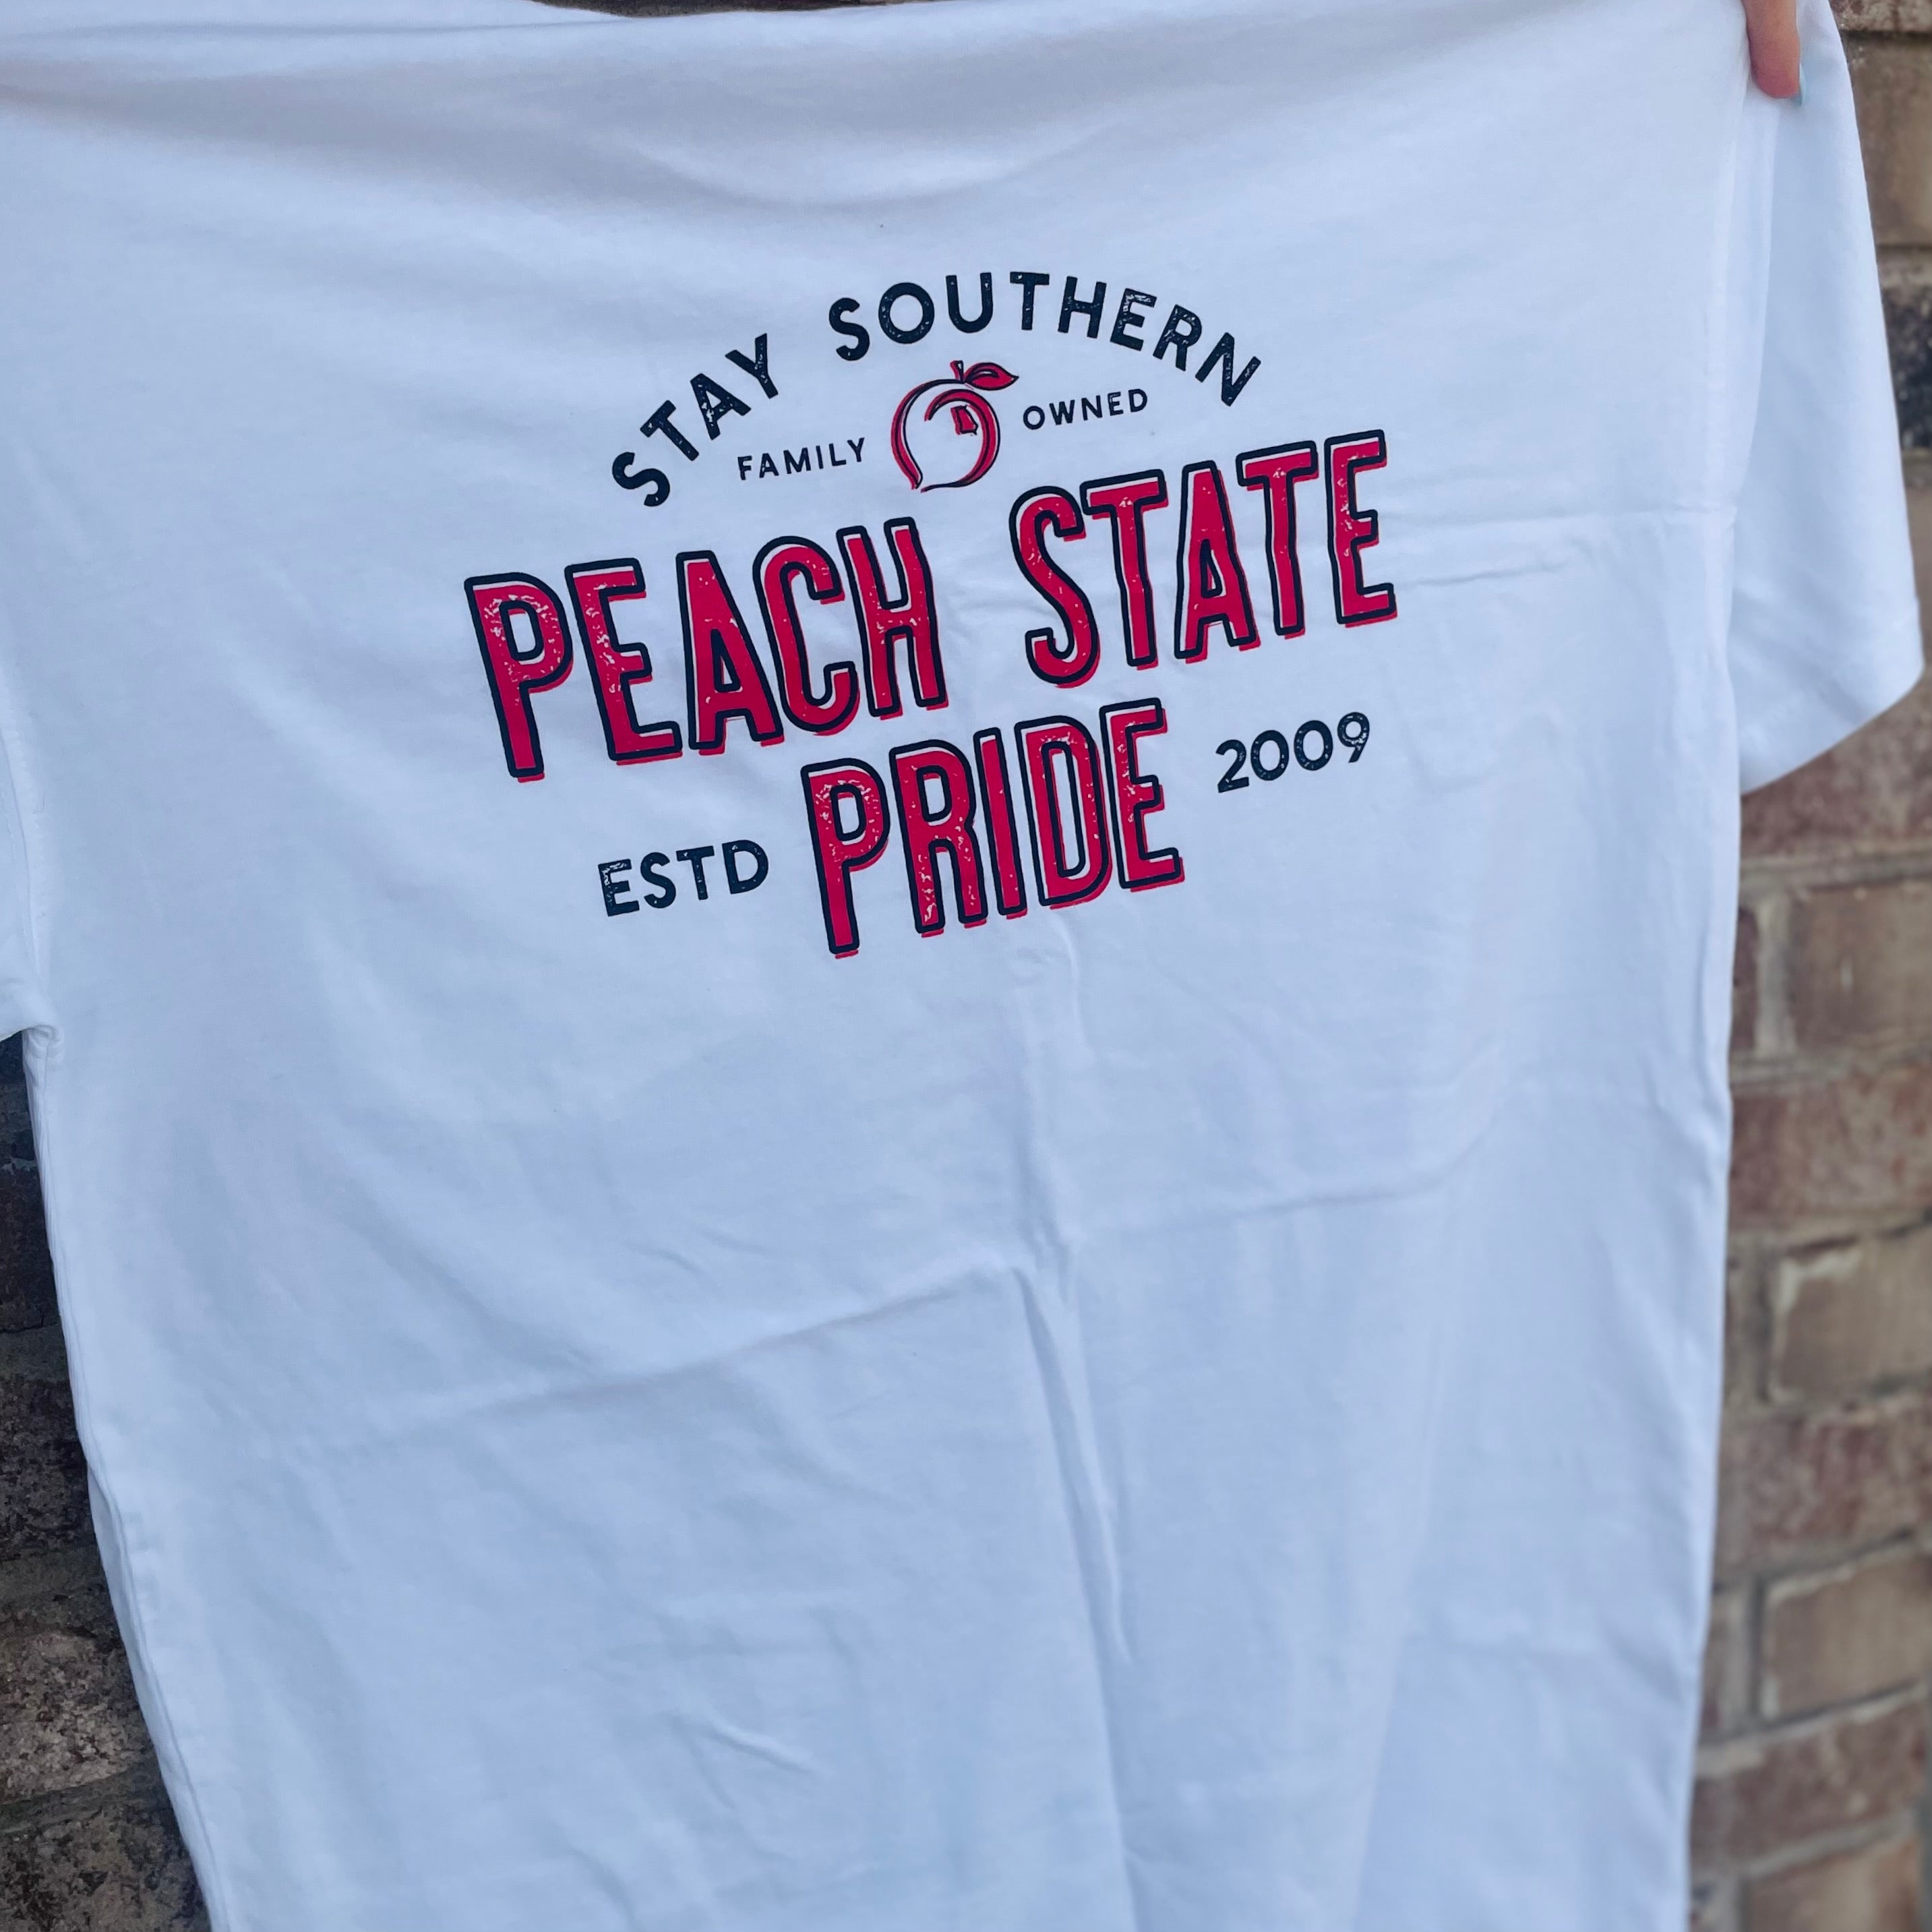 STAY SOUTHERN
FAMILY OWNED
PEACH STATE
ESTD PRIDE 2009